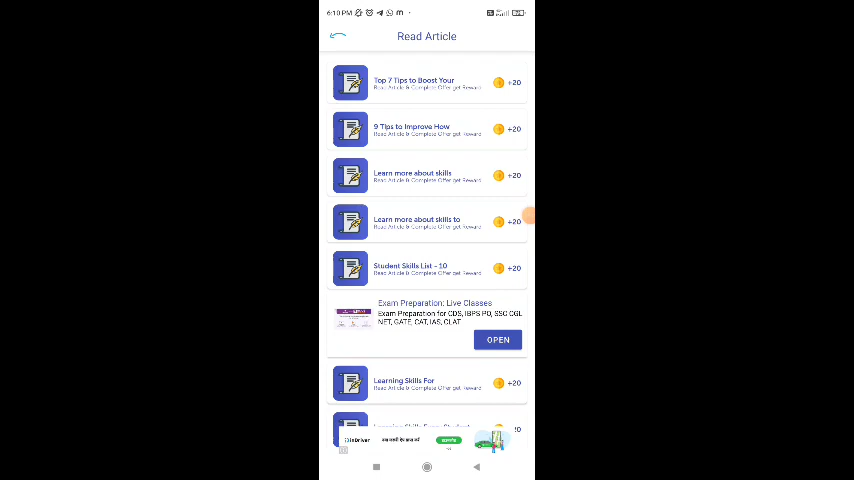 6:10 PM
Read Article
Top 7 Tips to Boost Your
Read Article & Complete Offer get Reward
+20
9 Tips to Improve How
Read Article & Complete Offer get Reward
+20
Learn more about skills
Read Article & Complete Offer get Reward
+20
Learn more about skills to
Read Article & Complete Offer get Reward
+20
Student Skills List - 10
Read Article & Complete Offer get Reward
+20
Exam Preparation: Live Classes
Exam Preparation for CDS, IBPS PO, SSC CGL
NET, GATE, CAT, IAS, CLAT
OPEN
Learning Skills For
Read Article & Complete Offer get Reward
+20
inDriver